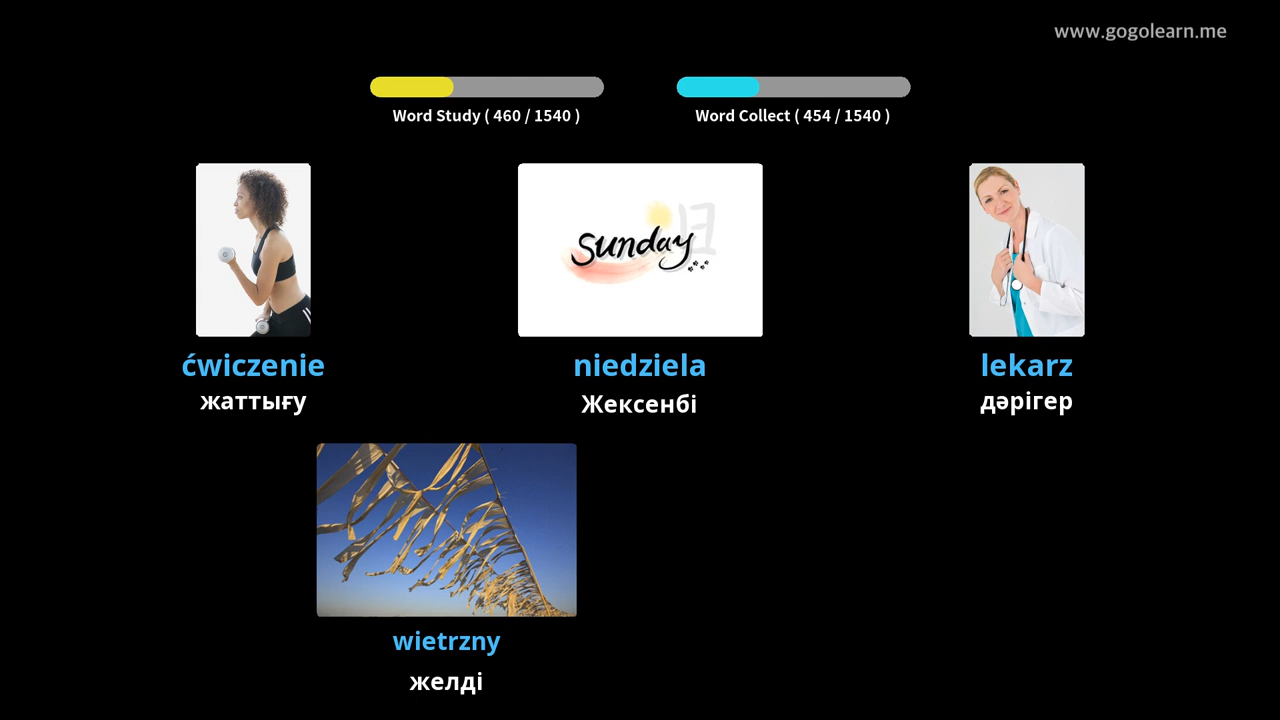 www.gogolearn.me
Word Study ( 460 / 1540 )
Word Collect ( 454 / 1540 )
Sunday
ćwiczenie
niedziela
lekarz
жаттығу
Жексенбі
дәрігер
wietrzny
желді